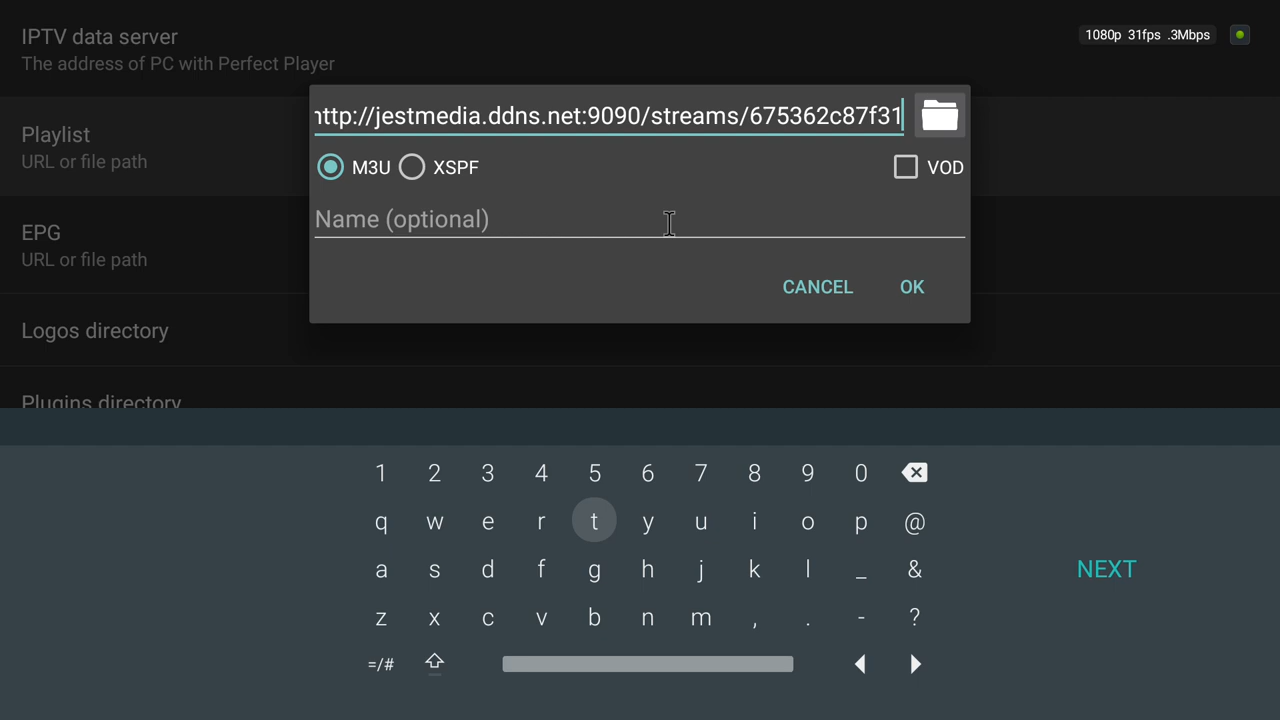 IPTV data server
The address of PC with Perfect Player
1080p 31fps .3Mbps
http://jestmedia.ddns.net:9090/streams/675362c87f31
Playlist
URL or file path
M3U XSPF VOD
EPG
URL or file path
Name (optional)
CANCEL OK
Logos directory
Plugins directory
1 2 3 4 5 6 7 8 9 0
q w e r t y u i o p @
a s d f g h j k l _ &
NEXT
z x c v b n m , . - ?
=/#